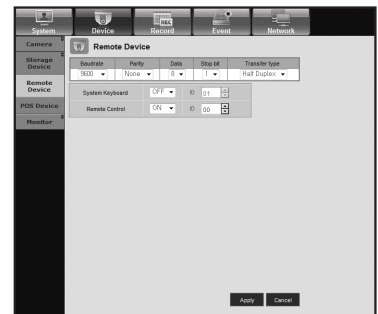 System Device Record Event Network
REC
Camera
Storage Device
Remote Device
POS Device
Monitor
Remote Device
Baudrate Parity Data Stop bit Transfer type
9600 None 8 1 Half Duplex
System Keyboard OFF ID 01
Remote Control ON ID 00
Apply Cancel